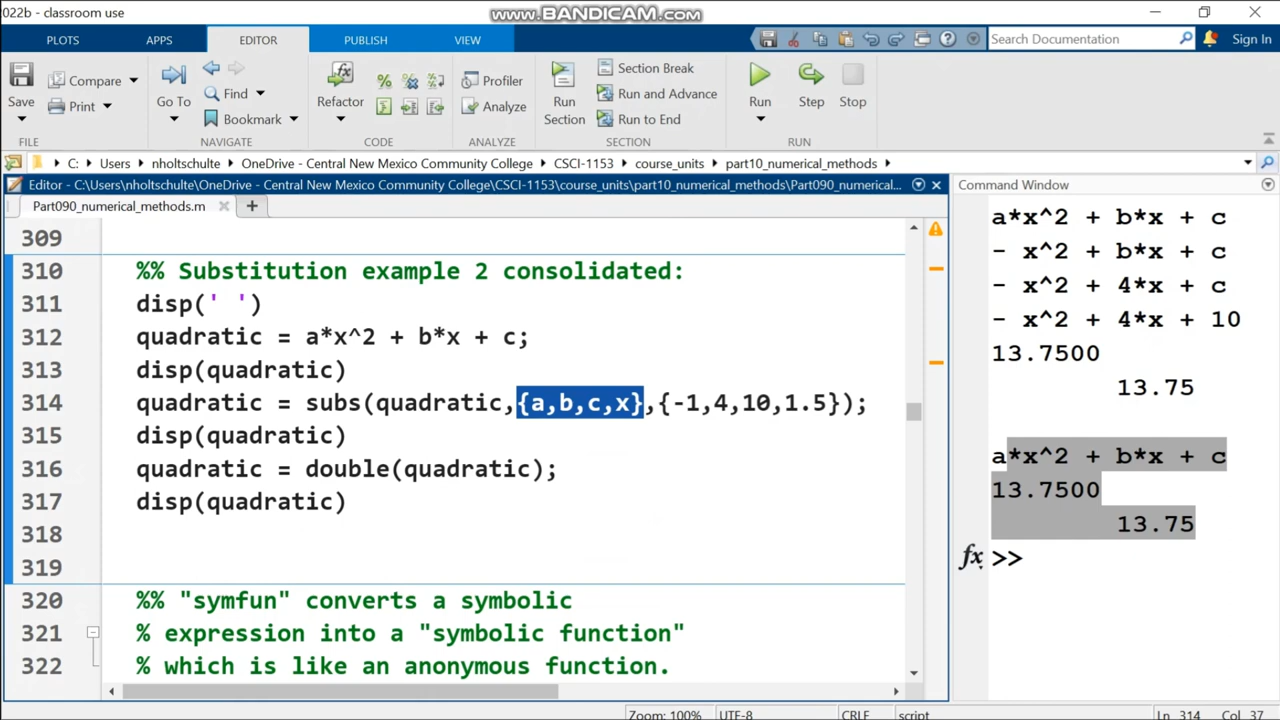 2022b - classroom use
www.BANDICAM.com
PLOTS APPS EDITOR PUBLISH VIEW
Search Documentation
Sign In
Save Compare Print
Go To Find Bookmark
Refactor
Profiler Analyze
Run Section
Section Break
Run and Advance
Run to End
Run Step Stop
FILE NAVIGATE CODE ANALYZE SECTION RUN
C: Users nholtschulte OneDrive - Central New Mexico Community College CSCI-1153 course_units part10_numerical_methods
Editor - C:\Users\nholtschulte\OneDrive - Central New Mexico Community College\CSCI-1153\course_units\part10_numerical_methods\Part090_numerical...
Command Window
Part090_numerical_methods.m
309
310 %% Substitution example 2 consolidated:
311 disp(' ')
312 quadratic = a*x^2 + b*x + c;
313 disp(quadratic)
314 quadratic = subs(quadratic,{a,b,c,x},{-1,4,10,1.5});
315 disp(quadratic)
316 quadratic = double(quadratic);
317 disp(quadratic)
318
319
320 %% "symfun" converts a symbolic
321 % expression into a "symbolic function"
322 % which is like an anonymous function.
a*x^2 + b*x + c
- x^2 + b*x + c
- x^2 + 4*x + c
- x^2 + 4*x + 10
13.7500
13.75
a*x^2 + b*x + c
13.7500
13.75
fx >>
Zoom: 100% UTF-8 CRLF script Ln 314 Col 37